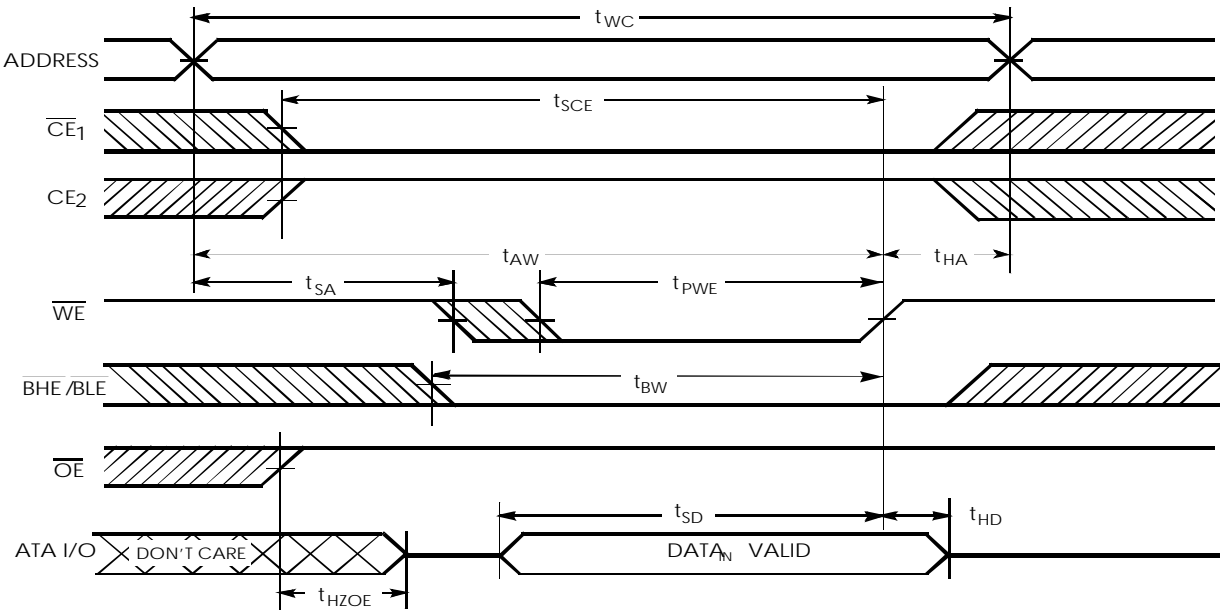 tWC
ADDRESS
tSCE
CE1
CE2
tAW
tHA
tSA
tPWE
WE
BHE/BLE
tBW
OE
tSD
tHD
ATA I/O
DON'T CARE
DATAIN VALID
tHZOE